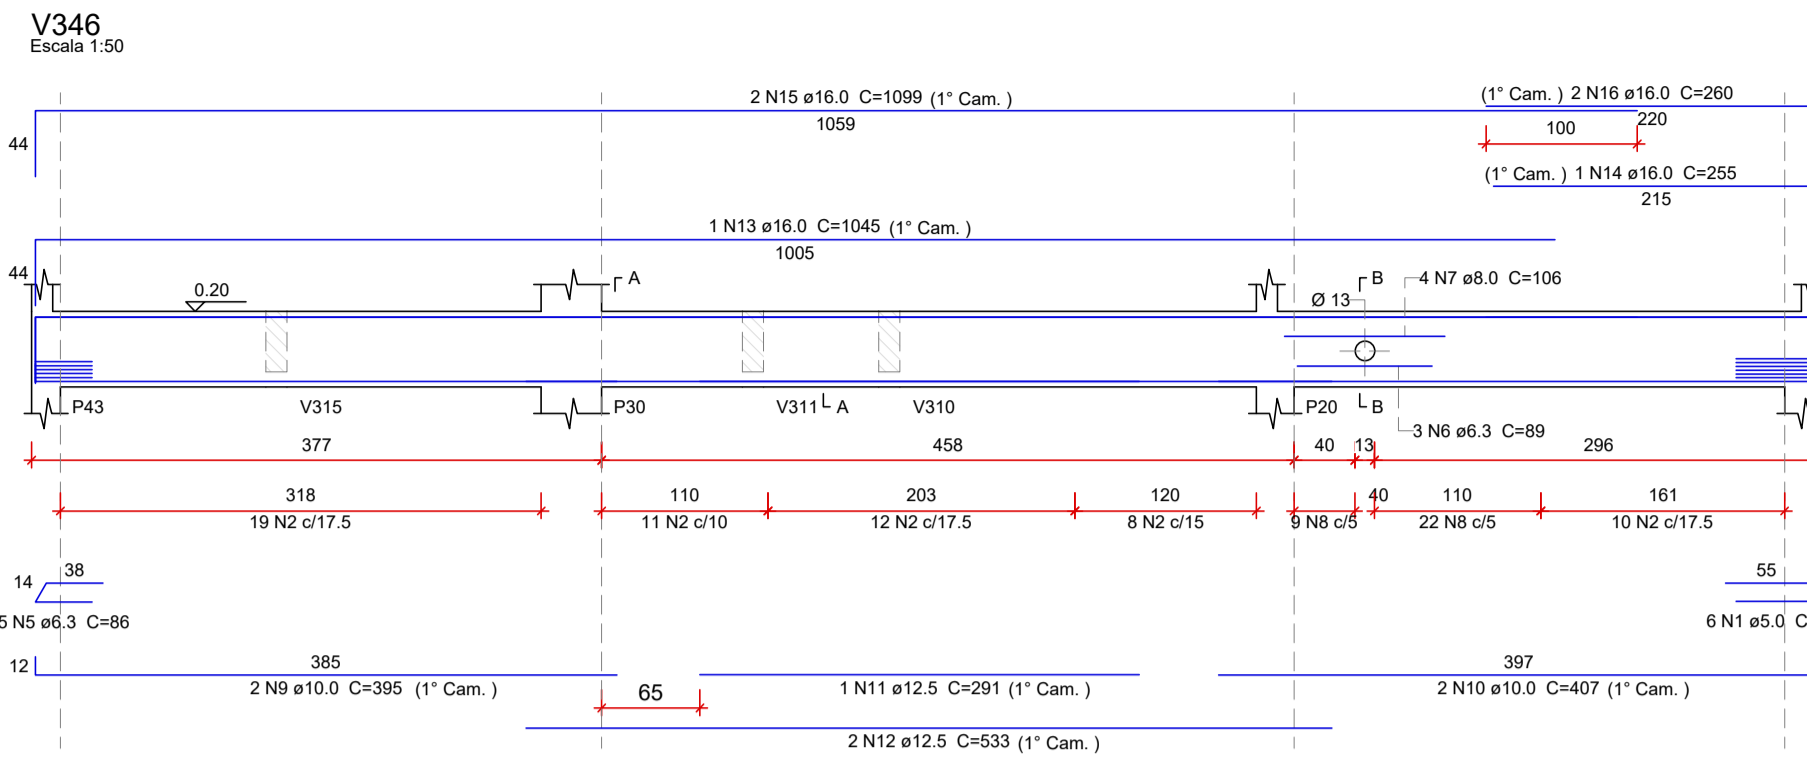 V346
Escala 1:50
2 N15 ø16.0 C=1099 (1° Cam. )
1059
(1° Cam. ) 2 N16 ø16.0 C=260
220
100
44
(1° Cam. ) 1 N14 ø16.0 C=255
215
1 N13 ø16.0 C=1045 (1° Cam. )
1005
44
A
B
4 N7 ø8.0 C=106
0.20
Ø 13
P43
V315
P30
V311
A
V310
P20
B
3 N6 ø6.3 C=89
377
458
40
13
296
318
110
203
120
40
110
161
19 N2 c/17.5
11 N2 c/10
12 N2 c/17.5
8 N2 c/15
9 N8 c/5
22 N8 c/5
10 N2 c/17.5
14
38
55
5 N5 ø6.3 C=86
6 N1 ø5.0 C
12
385
397
2 N9 ø10.0 C=395 (1° Cam. )
65
1 N11 ø12.5 C=291 (1° Cam. )
2 N10 ø10.0 C=407 (1° Cam. )
2 N12 ø12.5 C=533 (1° Cam. )